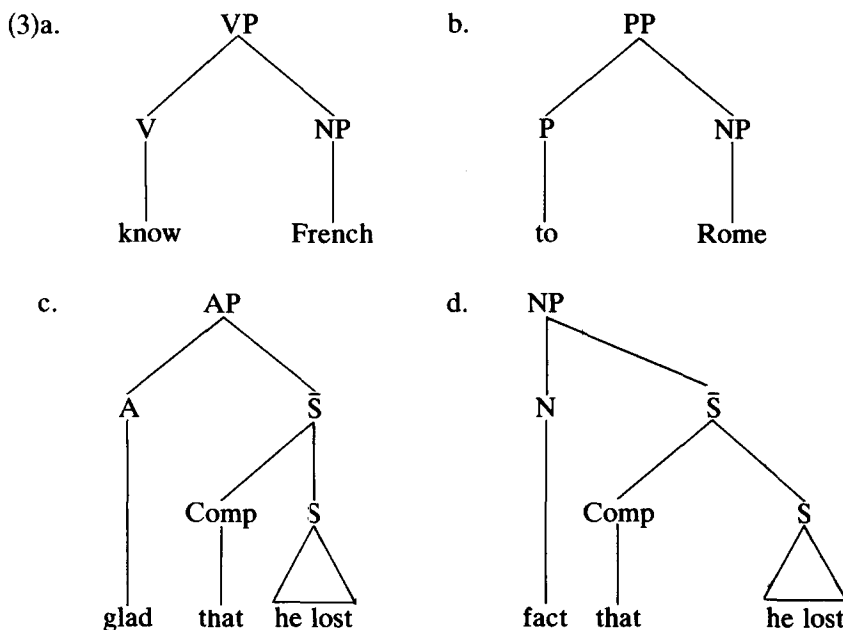 (3)a. VP b. PP
V NP P NP
know French to Rome
c. AP d. NP
A S̄ N S̄
Comp S Comp S
glad that he lost fact that he lost